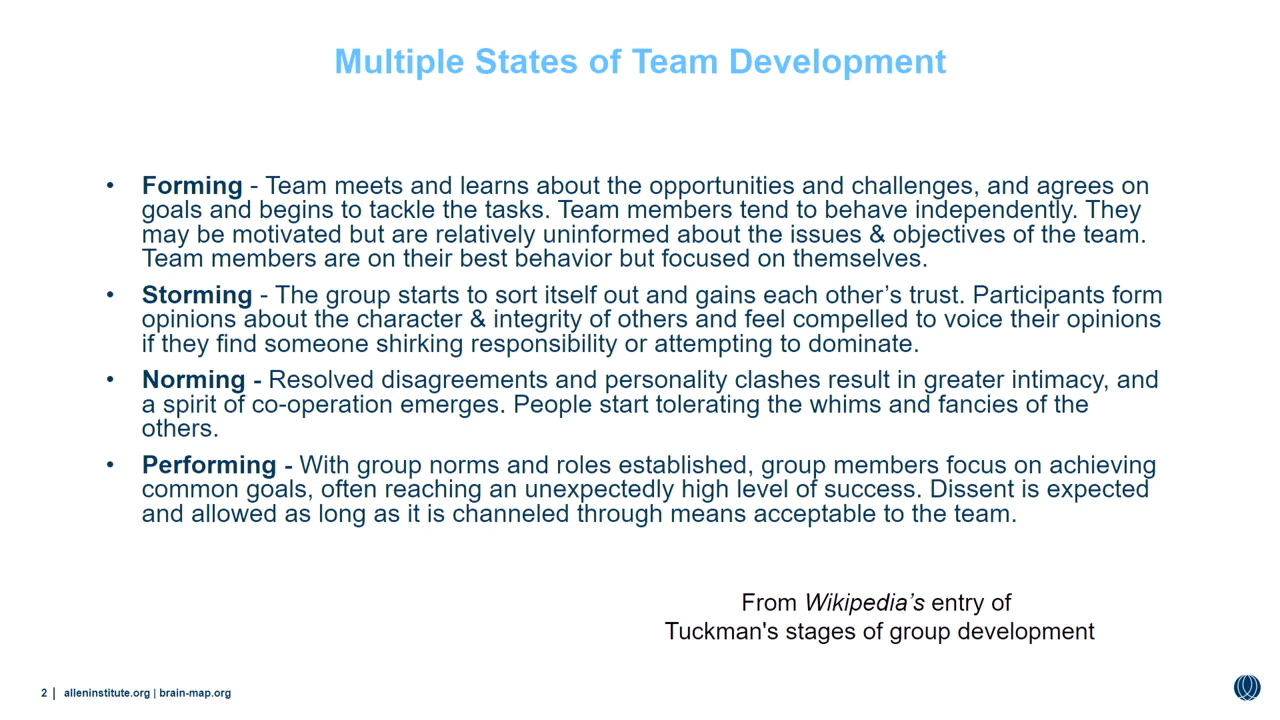 Multiple States of Team Development
• Forming - Team meets and learns about the opportunities and challenges, and agrees on
goals and begins to tackle the tasks. Team members tend to behave independently. They
may be motivated but are relatively uninformed about the issues & objectives of the team.
Team members are on their best behavior but focused on themselves.
• Storming - The group starts to sort itself out and gains each other’s trust. Participants form
opinions about the character & integrity of others and feel compelled to voice their opinions
if they find someone shirking responsibility or attempting to dominate.
• Norming - Resolved disagreements and personality clashes result in greater intimacy, and
a spirit of co-operation emerges. People start tolerating the whims and fancies of the
others.
• Performing - With group norms and roles established, group members focus on achieving
common goals, often reaching an unexpectedly high level of success. Dissent is expected
and allowed as long as it is channeled through means acceptable to the team.
From Wikipedia’s entry of
Tuckman's stages of group development
2 | alleninstitute.org | brain-map.org